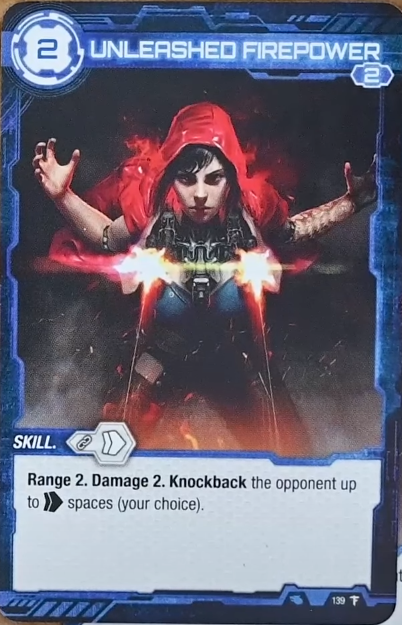 2
UNLEASHED FIREPOWER
2
SKILL.
Range 2. Damage 2. Knockback the opponent up
to spaces (your choice).
139